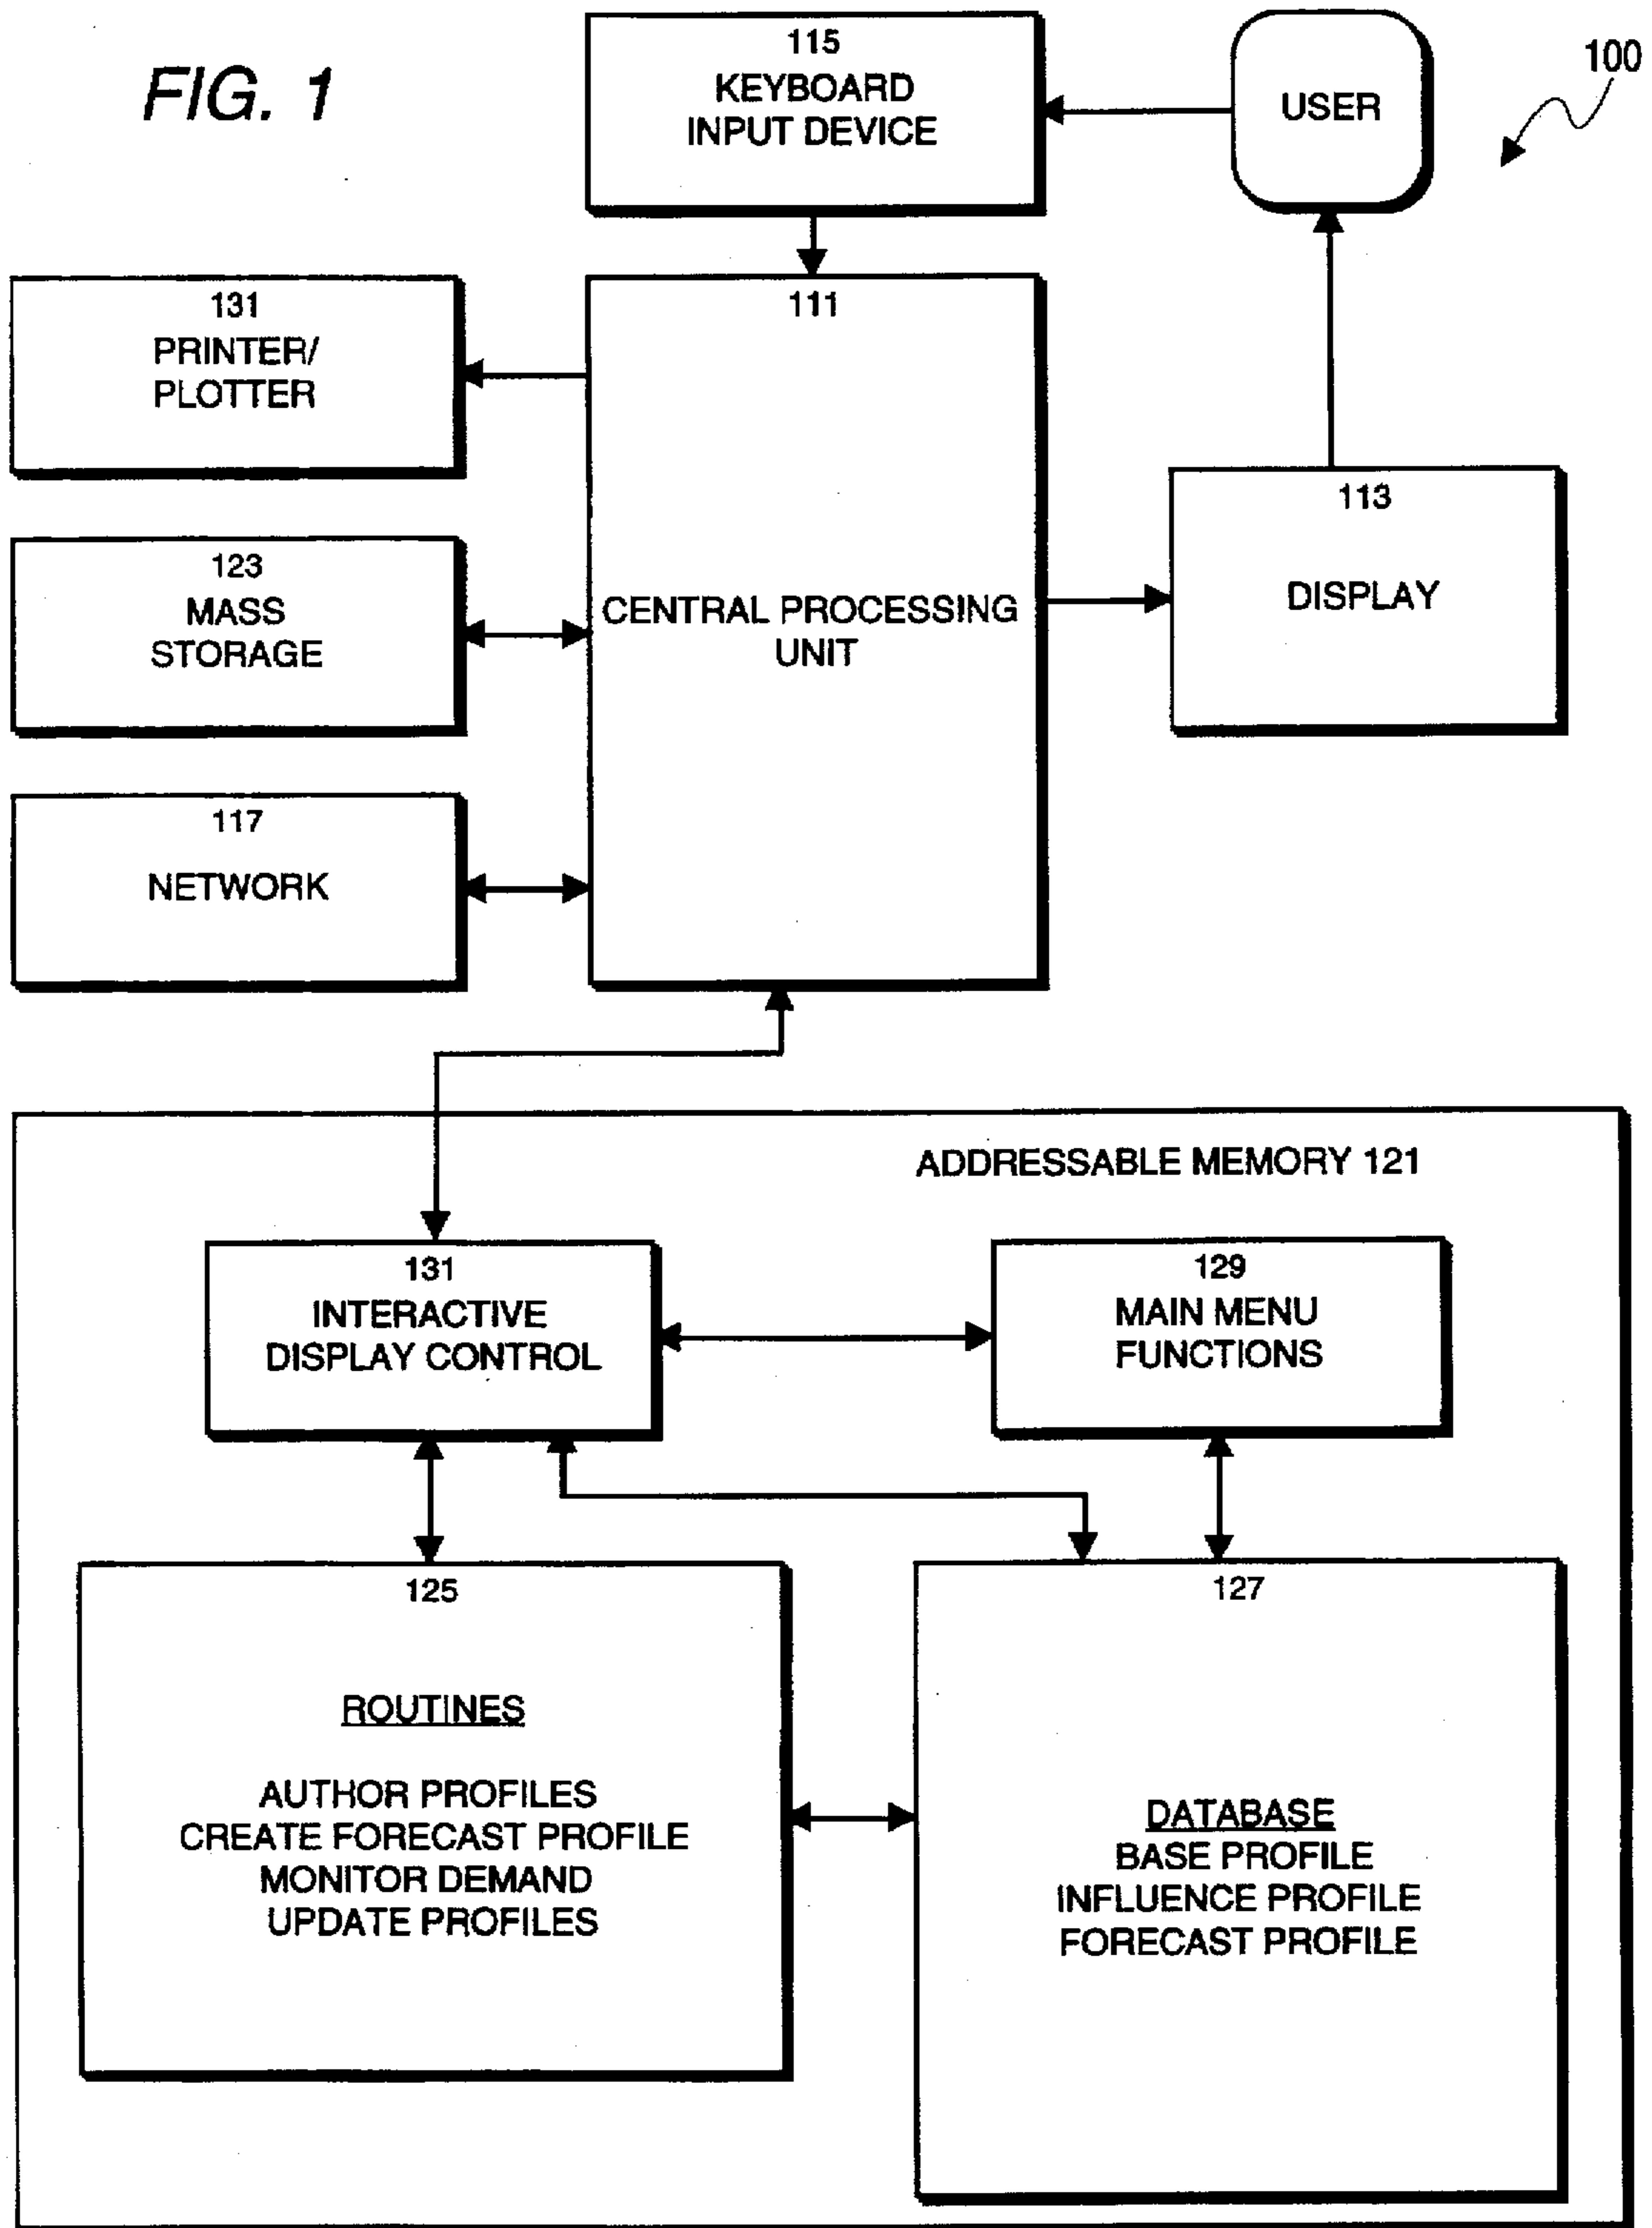 FIG. 1
115
KEYBOARD
INPUT DEVICE
USER
100
131
PRINTER/
PLOTTER
111
CENTRAL PROCESSING
UNIT
113
DISPLAY
123
MASS
STORAGE
117
NETWORK
ADDRESSABLE MEMORY 121
131
INTERACTIVE
DISPLAY CONTROL
129
MAIN MENU
FUNCTIONS
125
ROUTINES
AUTHOR PROFILES
CREATE FORECAST PROFILE
MONITOR DEMAND
UPDATE PROFILES
127
DATABASE
BASE PROFILE
INFLUENCE PROFILE
FORECAST PROFILE